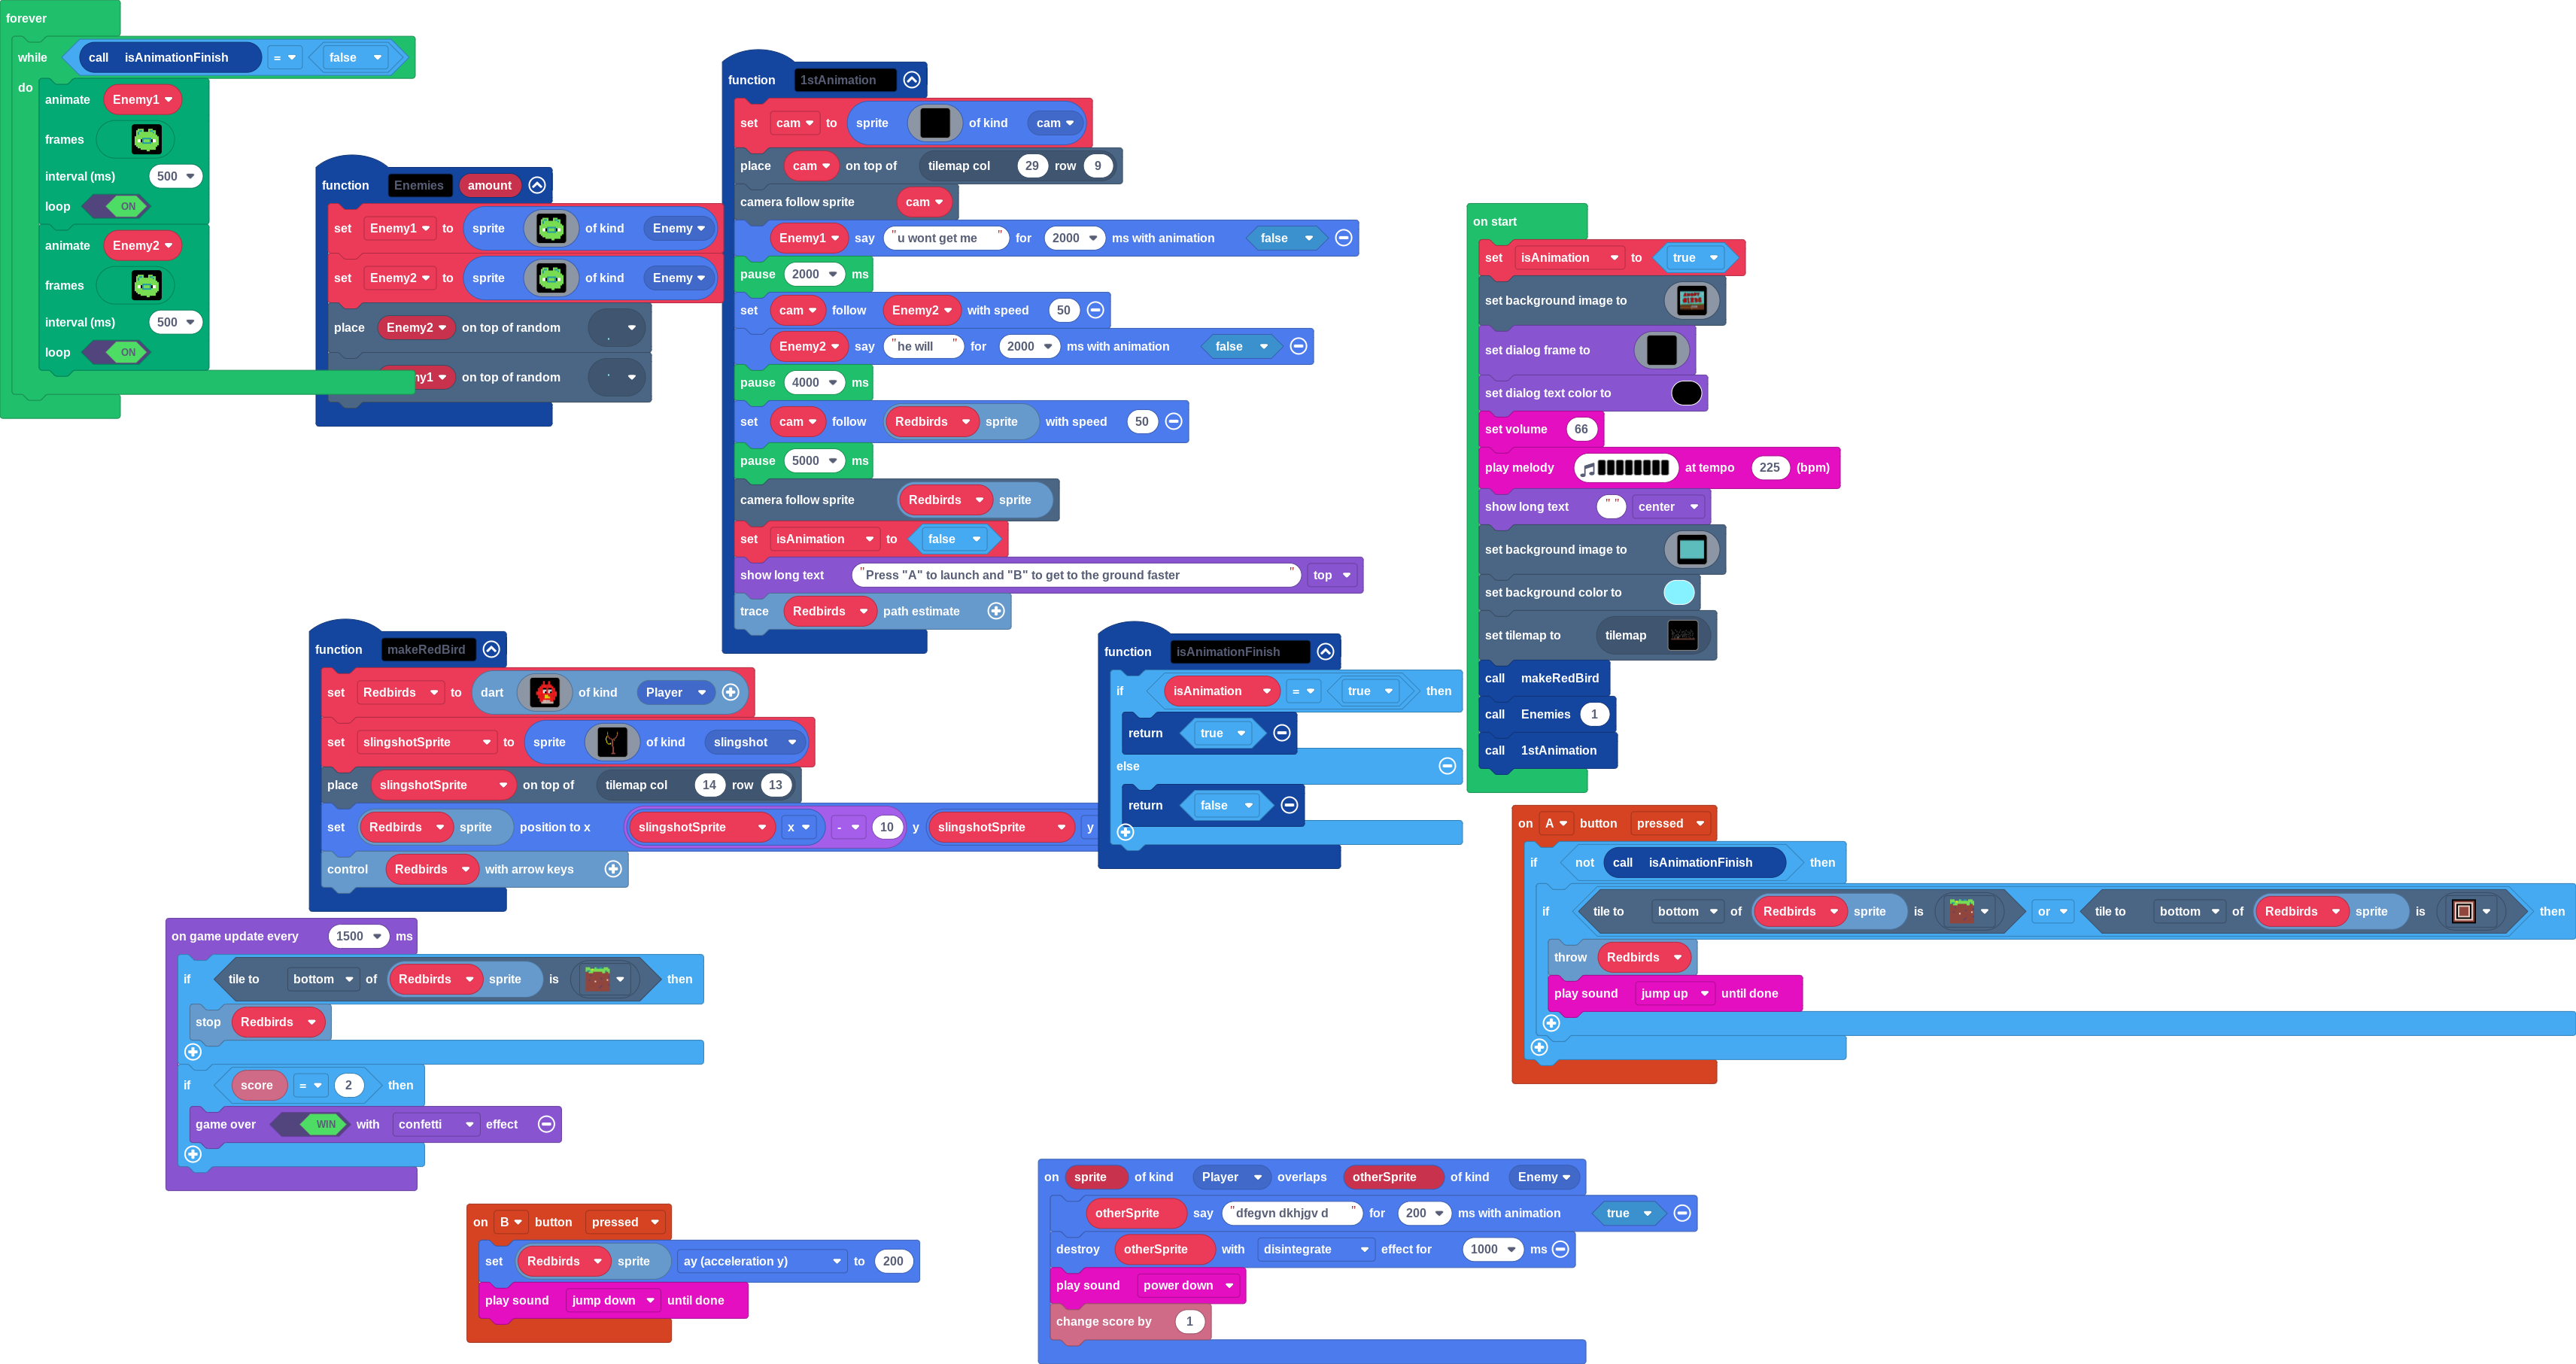 forever
while call isAnimationFinish = false
do
animate Enemy1
frames
interval (ms) 500
loop ON
animate Enemy2
frames
interval (ms) 500
loop ON
function Enemies amount
set Enemy1 to sprite of kind Enemy
set Enemy2 to sprite of kind Enemy
place Enemy2 on top of random
my1 on top of random
function 1stAnimation
set cam to sprite of kind cam
place cam on top of tilemap col 29 row 9
camera follow sprite cam
Enemy1 say "u wont get me" for 2000 ms with animation false
pause 2000 ms
set cam follow Enemy2 with speed 50
Enemy2 say "he will" for 2000 ms with animation false
pause 4000 ms
set cam follow Redbirds sprite with speed 50
pause 5000 ms
camera follow sprite Redbirds sprite
set isAnimation to false
show long text "Press "A" to launch and "B" to get to the ground faster" top
trace Redbirds path estimate
on start
set isAnimation to true
set background image to
set dialog frame to
set dialog text color to
set volume 66
play melody at tempo 225 (bpm)
show long text "" center
set background image to
set background color to
set tilemap to tilemap
call makeRedBird
call Enemies 1
call 1stAnimation
function makeRedBird
set Redbirds to dart of kind Player
set slingshotSprite to sprite of kind slingshot
place slingshotSprite on top of tilemap col 14 row 13
set Redbirds sprite position to x slingshotSprite x - 10 y slingshotSprite y
control Redbirds with arrow keys
function isAnimationFinish
if isAnimation = true then
return true
else
return false
on A button pressed
if not call isAnimationFinish then
if tile to bottom of Redbirds sprite is or tile to bottom of Redbirds sprite is then
throw Redbirds
play sound jump up until done
on game update every 1500 ms
if tile to bottom of Redbirds sprite is then
stop Redbirds
if score = 2 then
game over WIN with confetti effect
on B button pressed
set Redbirds sprite ay (acceleration y) to 200
play sound jump down until done
on sprite of kind Player overlaps otherSprite of kind Enemy
otherSprite say "dfegvn dkhjgv d" for 200 ms with animation true
destroy otherSprite with disintegrate effect for 1000 ms
play sound power down
change score by 1